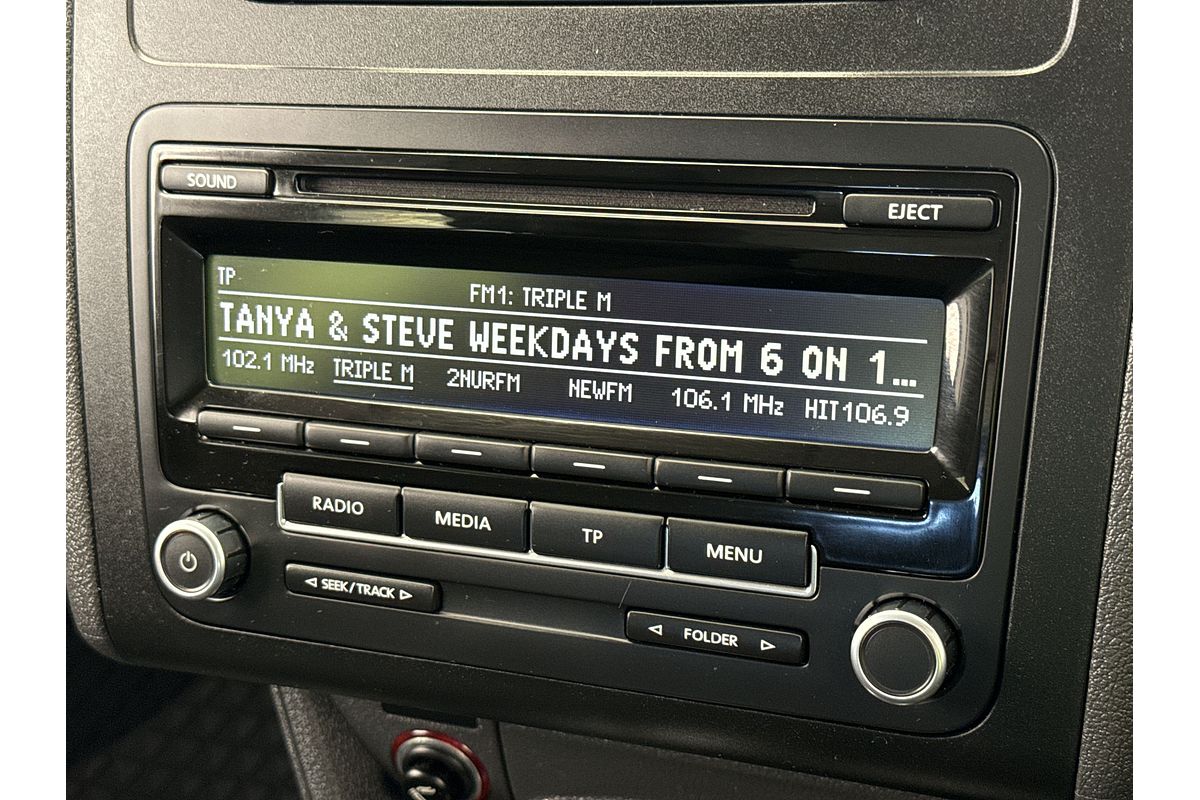 SOUND
EJECT
TP
FM1: TRIPLE M
TANYA & STEVE WEEKDAYS FROM 6 ON 1...
102.1 MHz TRIPLE M 2NURFM NEWFM 106.1 MHz HIT106.9
RADIO MEDIA TP MENU
SEEK/TRACK
FOLDER